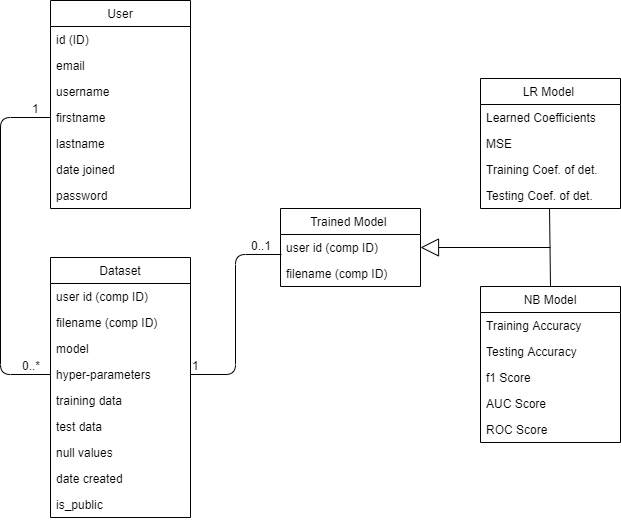 User
id (ID)
email
username
firstname
lastname
date joined
password
1
0..*
Dataset
user id (comp ID)
filename (comp ID)
model
hyper-parameters
training data
test data
null values
date created
is_public
1
0..1
Trained Model
user id (comp ID)
filename (comp ID)
LR Model
Learned Coefficients
MSE
Training Coef. of det.
Testing Coef. of det.
NB Model
Training Accuracy
Testing Accuracy
f1 Score
AUC Score
ROC Score